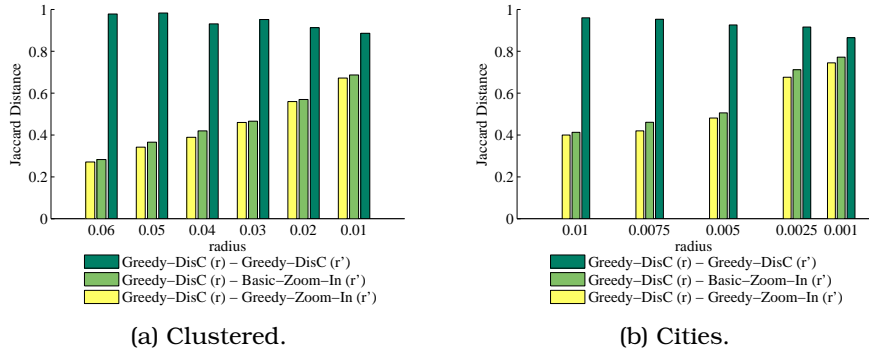 1
0.8
0.6
0.4
0.2
0
Jaccard Distance
0.06 0.05 0.04 0.03 0.02 0.01
radius
Greedy–DisC (r) – Greedy–DisC (r')
Greedy–DisC (r) – Basic–Zoom–In (r')
Greedy–DisC (r) – Greedy–Zoom–In (r')
(a) Clustered.
1
0.8
0.6
0.4
0.2
0
Jaccard Distance
0.01 0.0075 0.005 0.0025 0.001
radius
Greedy–DisC (r) – Greedy–DisC (r')
Greedy–DisC (r) – Basic–Zoom–In (r')
Greedy–DisC (r) – Greedy–Zoom–In (r')
(b) Cities.